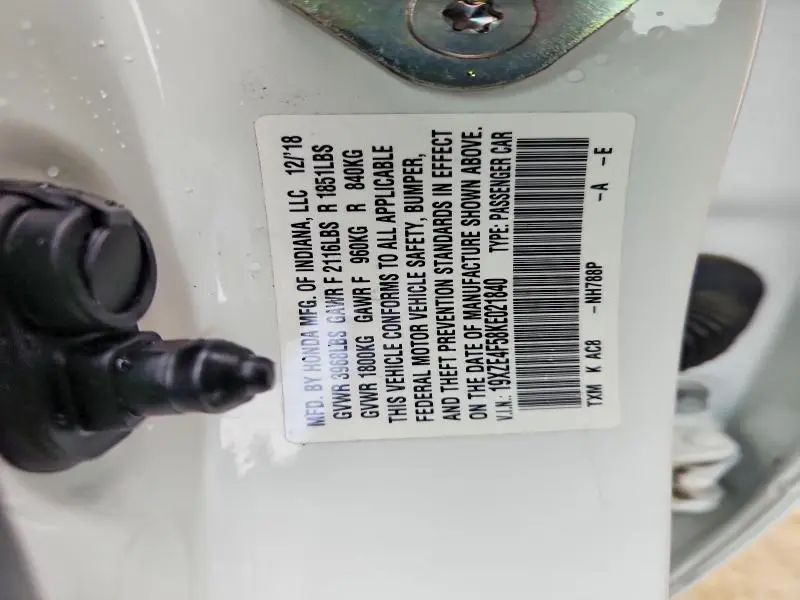 MFD. BY HONDA MFG. OF INDIANA, LLC 12/'18
GVWR 3968LBS GAWR F 2116LBS R 1851LBS
GVWR 1800KG GAWR F 960KG R 840KG
THIS VEHICLE CONFORMS TO ALL APPLICABLE
FEDERAL MOTOR VEHICLE SAFETY, BUMPER,
AND THEFT PREVENTION STANDARDS IN EFFECT
ON THE DATE OF MANUFACTURE SHOWN ABOVE.
V.I.N.: 19XZE4F58KE021840 TYPE: PASSENGER CAR
TXM K AC8 -NH788P -A -E